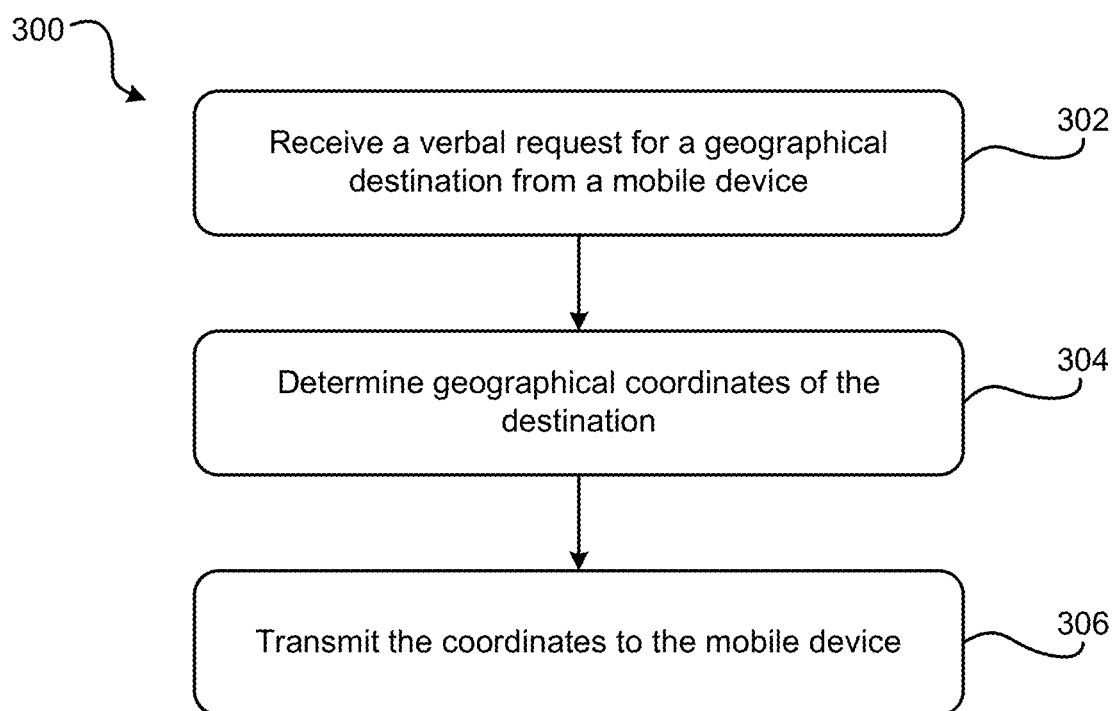 300
Receive a verbal request for a geographical
destination from a mobile device
302
Determine geographical coordinates of the
destination
304
Transmit the coordinates to the mobile device
306